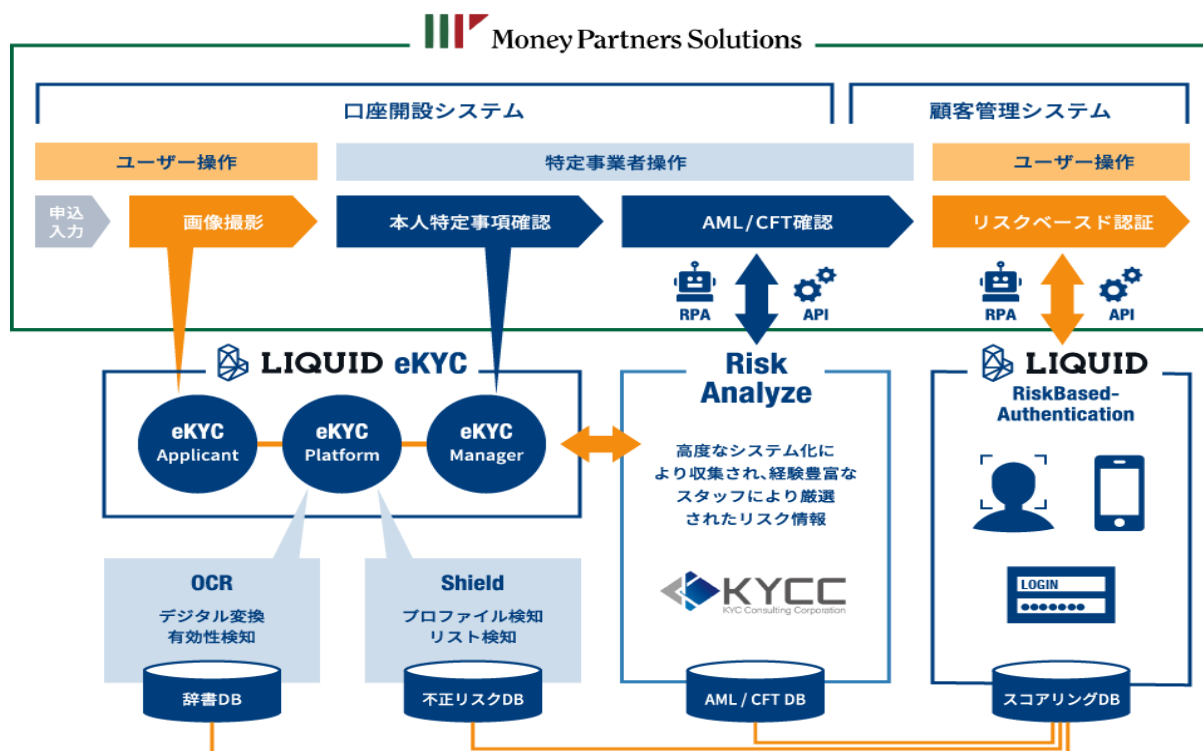 Money Partners Solutions
口座開設システム
顧客管理システム
ユーザー操作
特定事業者操作
ユーザー操作
申込
入力
画像撮影
本人特定事項確認
AML/CFT確認
リスクベースド認証
RPA
API
RPA
API
LIQUID eKYC
eKYC
Applicant
eKYC
Platform
eKYC
Manager
Risk
Analyze
高度なシステム化に
より収集され、経験豊富な
スタッフにより厳選
されたリスク情報
KYCC
KYC Consulting Corporation
LIQUID
RiskBased-
Authentication
LOGIN
OCR
デジタル変換
有効性検知
Shield
プロファイル検知
リスト検知
辞書DB
不正リスクDB
AML / CFT DB
スコアリングDB